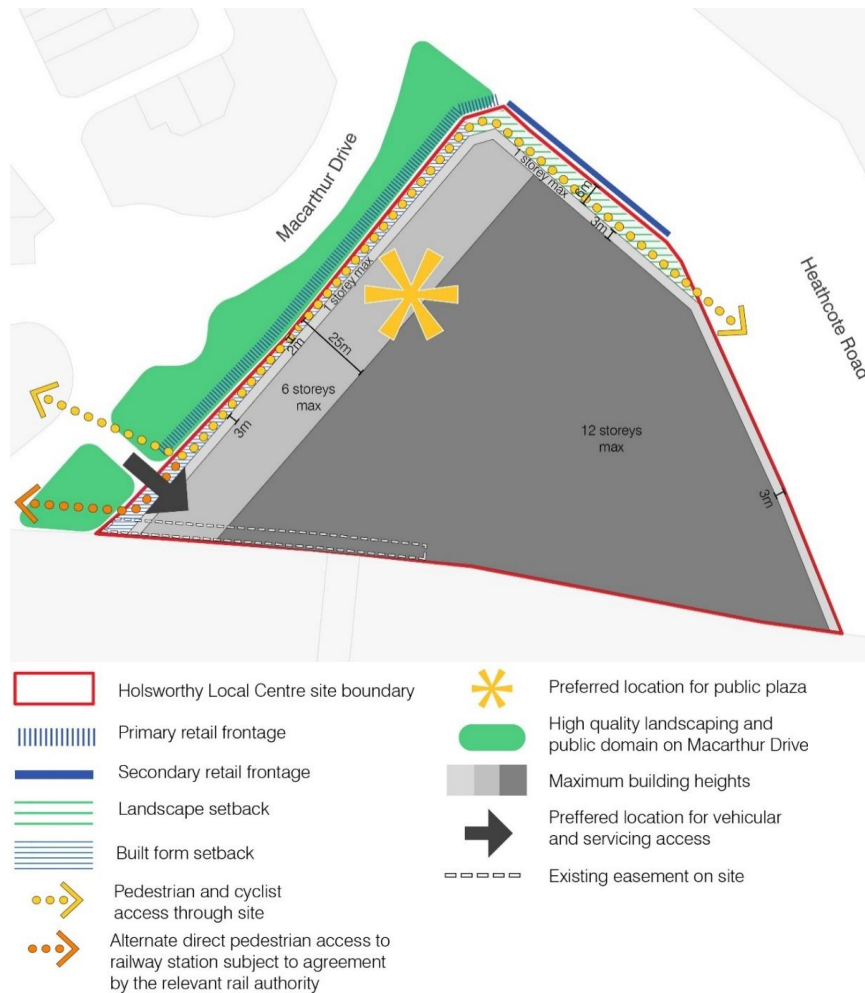 Macarthur Drive
1 storey max
6m
3m
1 storey max
2m
25m
6 storeys
max
3m
12 storeys
max
3m
Heathcote Road
Holsworthy Local Centre site boundary
Primary retail frontage
Secondary retail frontage
Landscape setback
Built form setback
Pedestrian and cyclist
access through site
Alternate direct pedestrian access to
railway station subject to agreement
by the relevant rail authority
Preferred location for public plaza
High quality landscaping and
public domain on Macarthur Drive
Maximum building heights
Preffered location for vehicular
and servicing access
Existing easement on site